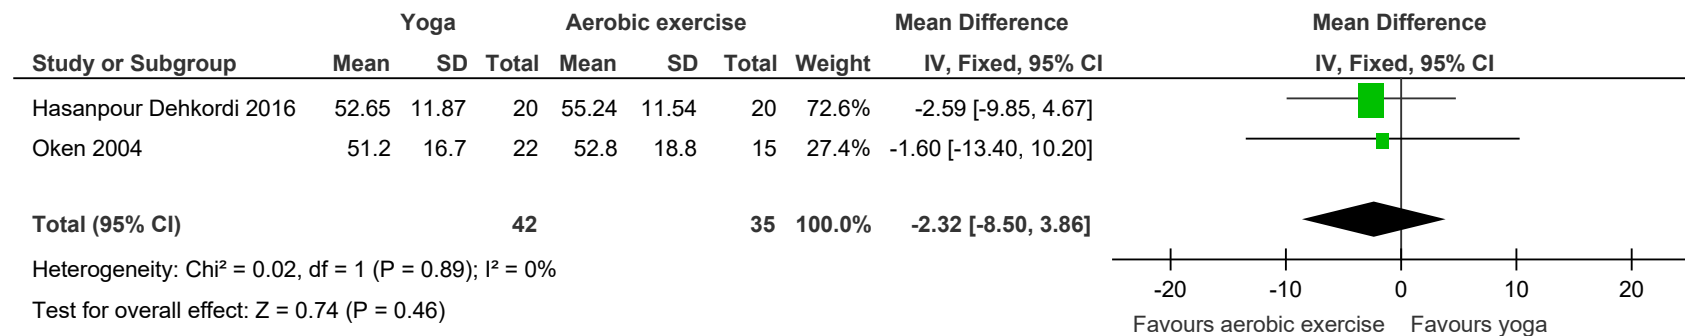 Yoga Aerobic exercise Mean Difference Mean Difference
Study or Subgroup Mean SD Total Mean SD Total Weight IV, Fixed, 95% CI IV, Fixed, 95% CI
Hasanpour Dehkordi 2016 52.65 11.87 20 55.24 11.54 20 72.6% -2.59 [-9.85, 4.67]
Oken 2004 51.2 16.7 22 52.8 18.8 15 27.4% -1.60 [-13.40, 10.20]
Total (95% CI) 42 35 100.0% -2.32 [-8.50, 3.86]
Heterogeneity: Chi² = 0.02, df = 1 (P = 0.89); I² = 0%
Test for overall effect: Z = 0.74 (P = 0.46)
-20 -10 0 10 20
Favours aerobic exercise Favours yoga